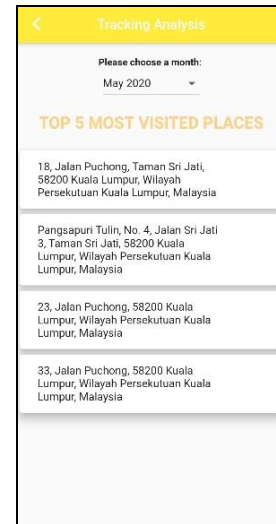 Tracking Analysis
Please choose a month:
May 2020
TOP 5 MOST VISITED PLACES
18, Jalan Puchong, Taman Sri Jati,
58200 Kuala Lumpur, Wilayah
Persekutuan Kuala Lumpur, Malaysia
Pangsapuri Tulin, No. 4, Jalan Sri Jati
3, Taman Sri Jati, 58200 Kuala
Lumpur, Wilayah Persekutuan Kuala
Lumpur, Malaysia
23, Jalan Puchong, 58200 Kuala
Lumpur, Wilayah Persekutuan Kuala
Lumpur, Malaysia
33, Jalan Puchong, 58200 Kuala
Lumpur, Wilayah Persekutuan Kuala
Lumpur, Malaysia